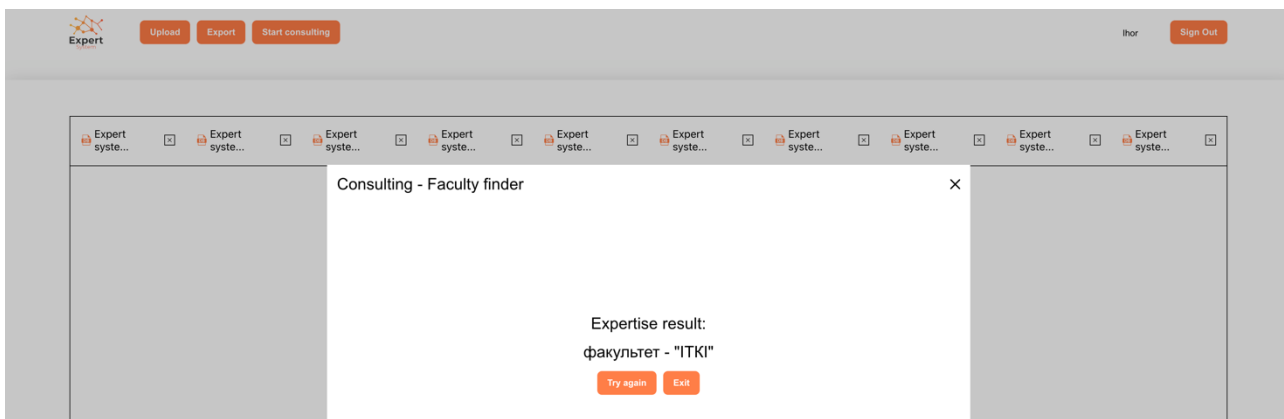 Expert
Systems
Upload
Export
Start consulting
Ihor
Sign Out
Expert
syste...
Expert
syste...
Expert
syste...
Expert
syste...
Expert
syste...
Expert
syste...
Expert
syste...
Expert
syste...
Expert
syste...
Expert
syste...
Consulting - Faculty finder
Expertise result:
факультет - "ІТКІ"
Try again
Exit